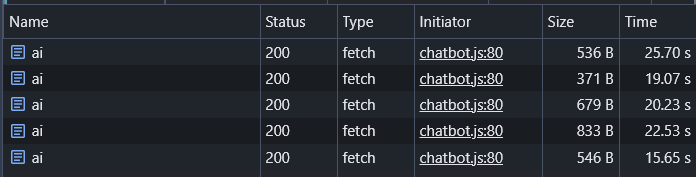 Name Status Type Initiator Size Time
ai 200 fetch chatbot.js:80 536 B 25.70 s
ai 200 fetch chatbot.js:80 371 B 19.07 s
ai 200 fetch chatbot.js:80 679 B 20.23 s
ai 200 fetch chatbot.js:80 833 B 22.53 s
ai 200 fetch chatbot.js:80 546 B 15.65 s